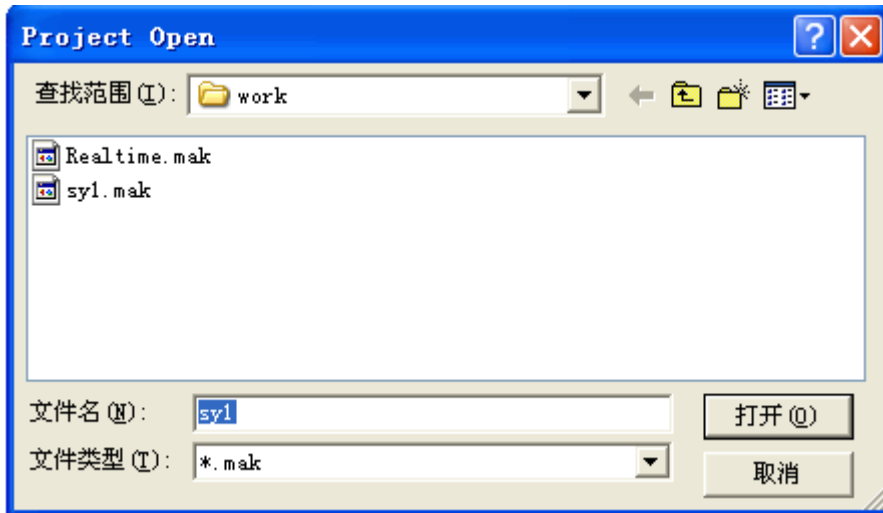 Project Open
查找范围(I): work
Realtime.mak
sy1.mak
文件名(N): sy1
打开(O)
文件类型(T): *.mak
取消